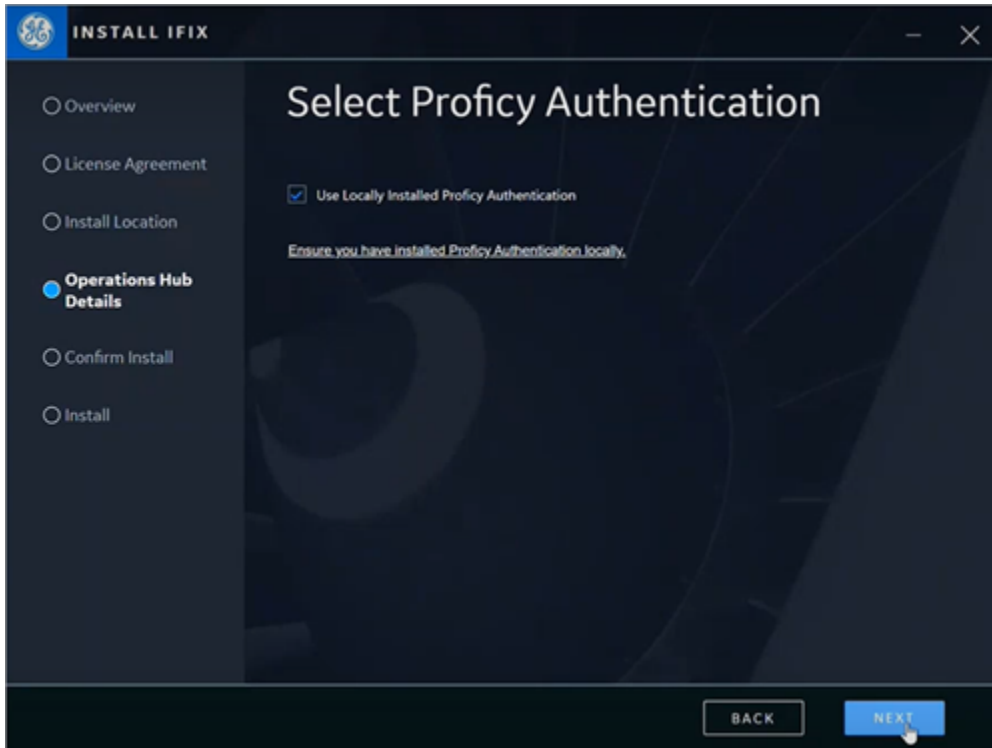 INSTALL IFIX
Overview
License Agreement
Install Location
Operations Hub
Details
Confirm Install
Install
Select Proficy Authentication
Use Locally Installed Proficy Authentication
Ensure you have installed Proficy Authentication locally.
BACK
NEXT